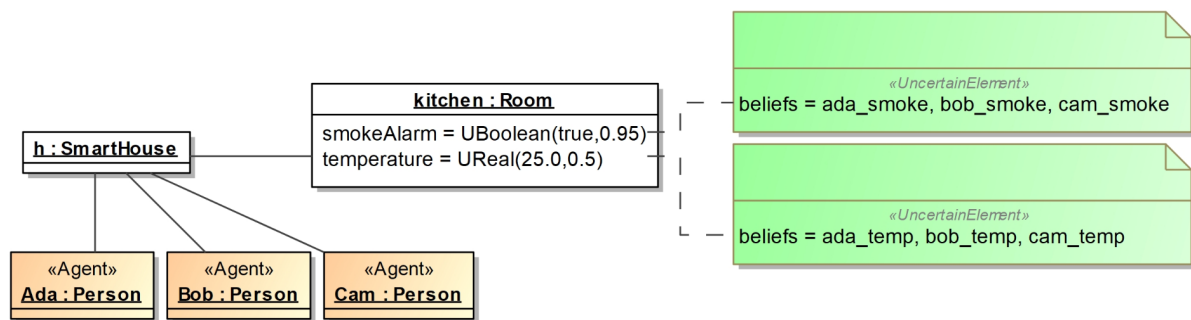 «UncertainElement»
beliefs = ada_smoke, bob_smoke, cam_smoke
kitchen : Room
smokeAlarm = UBoolean(true,0.95)
temperature = UReal(25.0,0.5)
h : SmartHouse
«UncertainElement»
beliefs = ada_temp, bob_temp, cam_temp
«Agent»
Ada : Person
«Agent»
Bob : Person
«Agent»
Cam : Person